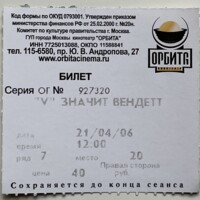 Код формы по ОКУД 0793001. Утвержден приказом
министерства финансов РФ от 25.02.2000 г. №20н.
Комитет по культуре правительства г. Москвы
ГУП города Москвы кинотеатр "ОРБИТА"
ИНН 7725013088, ОКПО 11588841
тел. 115-6580, пр. Ю. В. Андропова, 27
www.orbitacinema.ru
ОРБИТА
КИНОТЕАТР
БИЛЕТ
Серия ОГ № 927320
"V" ЗНАЧИТ ВЕНДЕТТ
дата 21/04/06
время 12:00
ряд 7 место 20
Правая сторона
цена 40 руб.
Сохраняется до конца сеанса